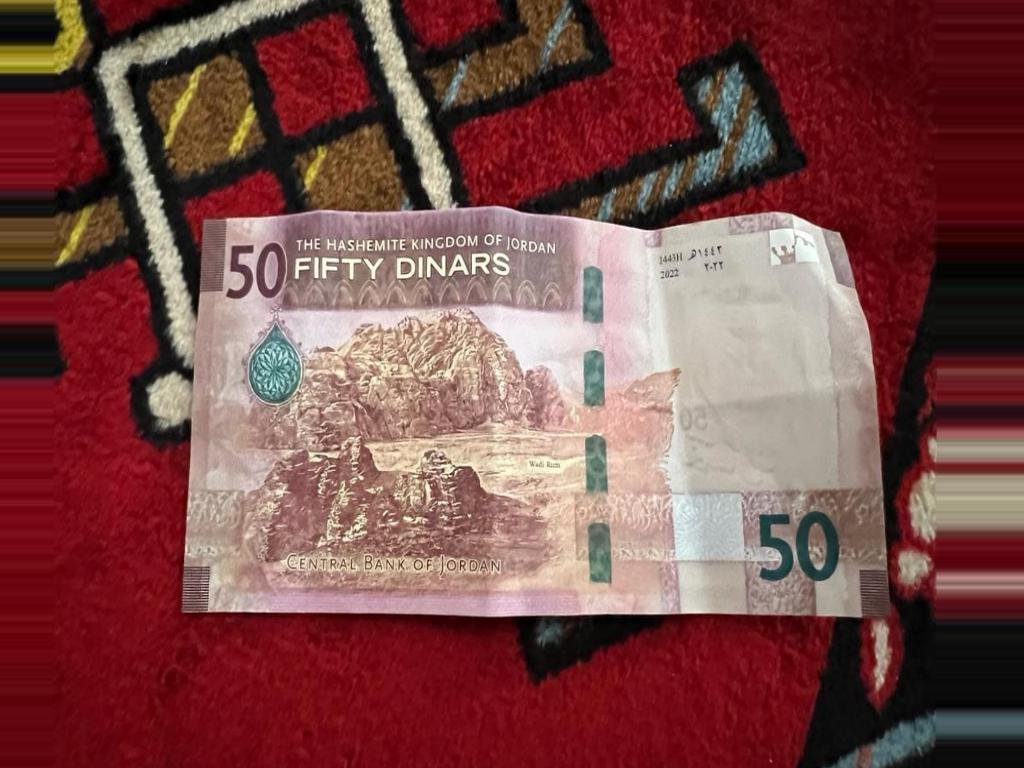 50
THE HASHEMITE KINGDOM OF JORDAN
FIFTY DINARS
1443H ١٤٤٣هـ
2022 ٢٠٢٢
Wadi Rum
CENTRAL BANK OF JORDAN
50